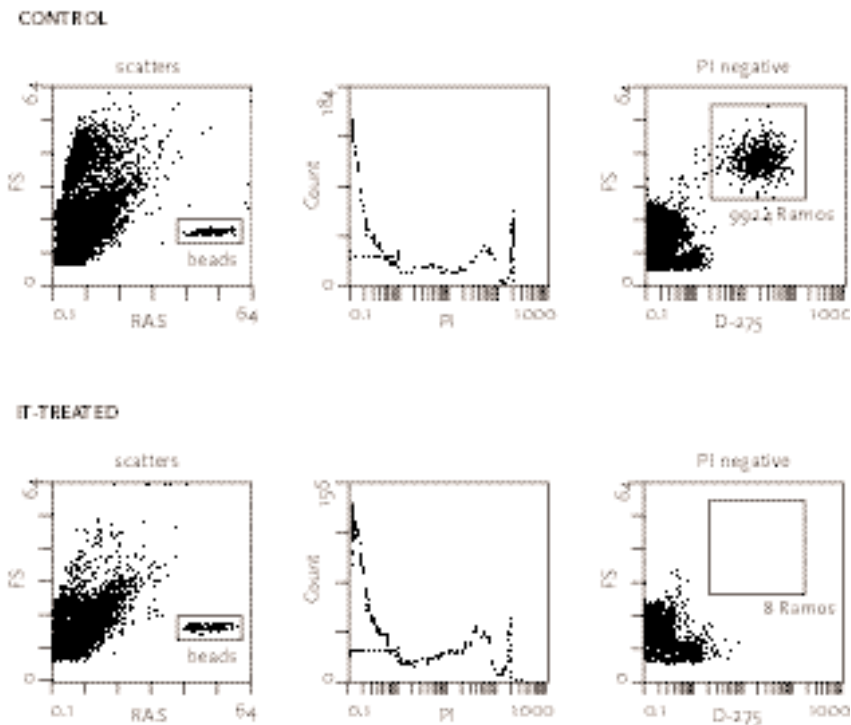 CONTROL
scatters
PI negative
64
FS
0
beads
0.1
RAS
64
184
Count
0
0.1
PI
1000
64
FS
0
9924 Ramos
0.1
D-275
1000
IT-TREATED
scatters
PI negative
64
FS
0
beads
0.1
RAS
64
156
Count
0
0.1
PI
1000
64
FS
0
8 Ramos
0.1
D-275
1000